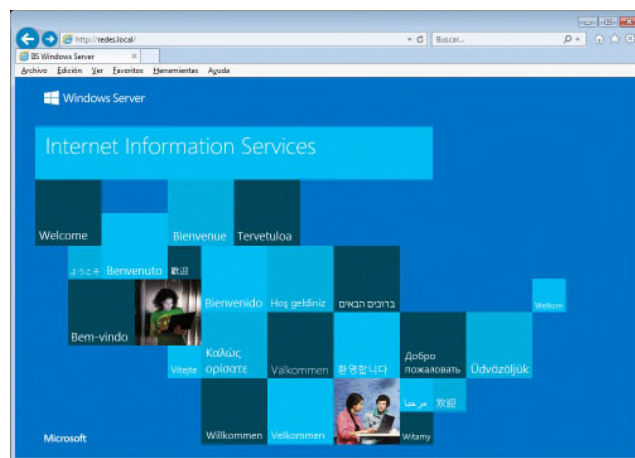 http://redes.local/
Buscar...
IIS Windows Server
Archivo Edición Ver Favoritos Herramientas Ayuda
Windows Server
Internet Information Services
Welcome
Bienvenue
Tervetuloa
ようこそ
Benvenuto
歡迎
Bienvenido
Hoş geldiniz
ברוכים הבאים
Welkom
Bem-vindo
Vítejte
Καλώς
ορίσατε
Välkommen
환영합니다
Добро
пожаловать
Üdvözöljük
مرحبا
欢迎
Microsoft
Willkommen
Velkommen
Witamy